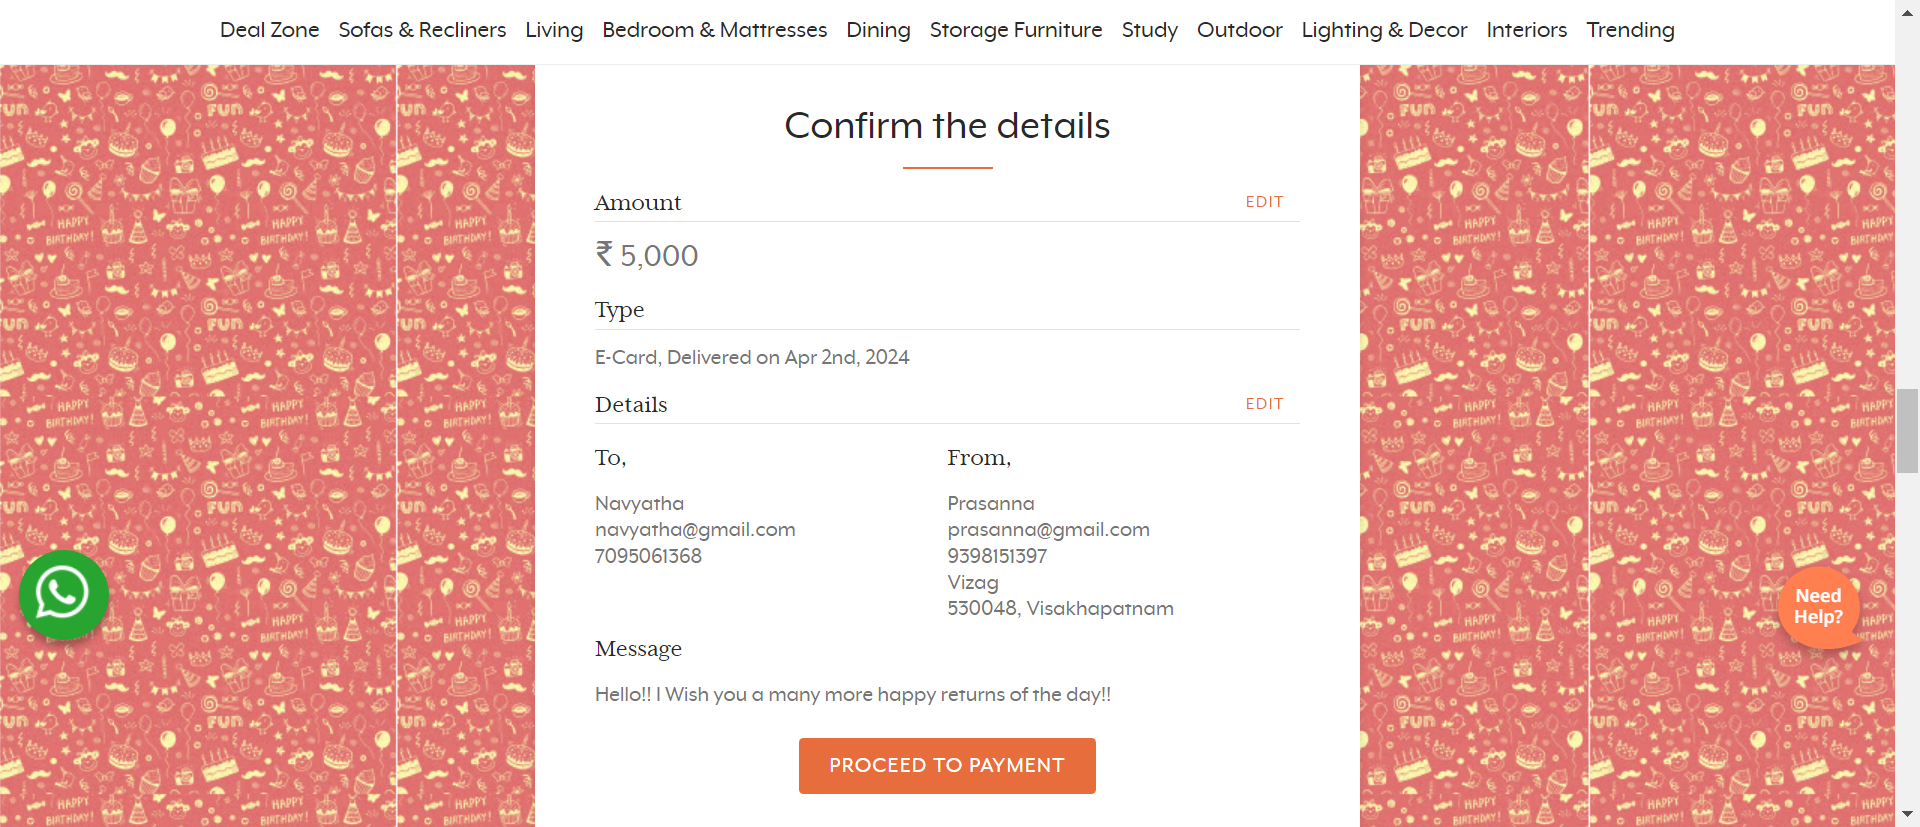 Deal Zone Sofas & Recliners Living Bedroom & Mattresses Dining Storage Furniture Study Outdoor Lighting & Decor Interiors Trending
Confirm the details
Amount EDIT
₹ 5,000
Type
E-Card, Delivered on Apr 2nd, 2024
Details EDIT
To, From,
Navyatha Prasanna
navyatha@gmail.com prasanna@gmail.com
7095061368 9398151397
Vizag
530048, Visakhapatnam
Message
Hello!! I Wish you a many more happy returns of the day!!
PROCEED TO PAYMENT
Need
Help?
FUN
HAPPY
BIRTHDAY!